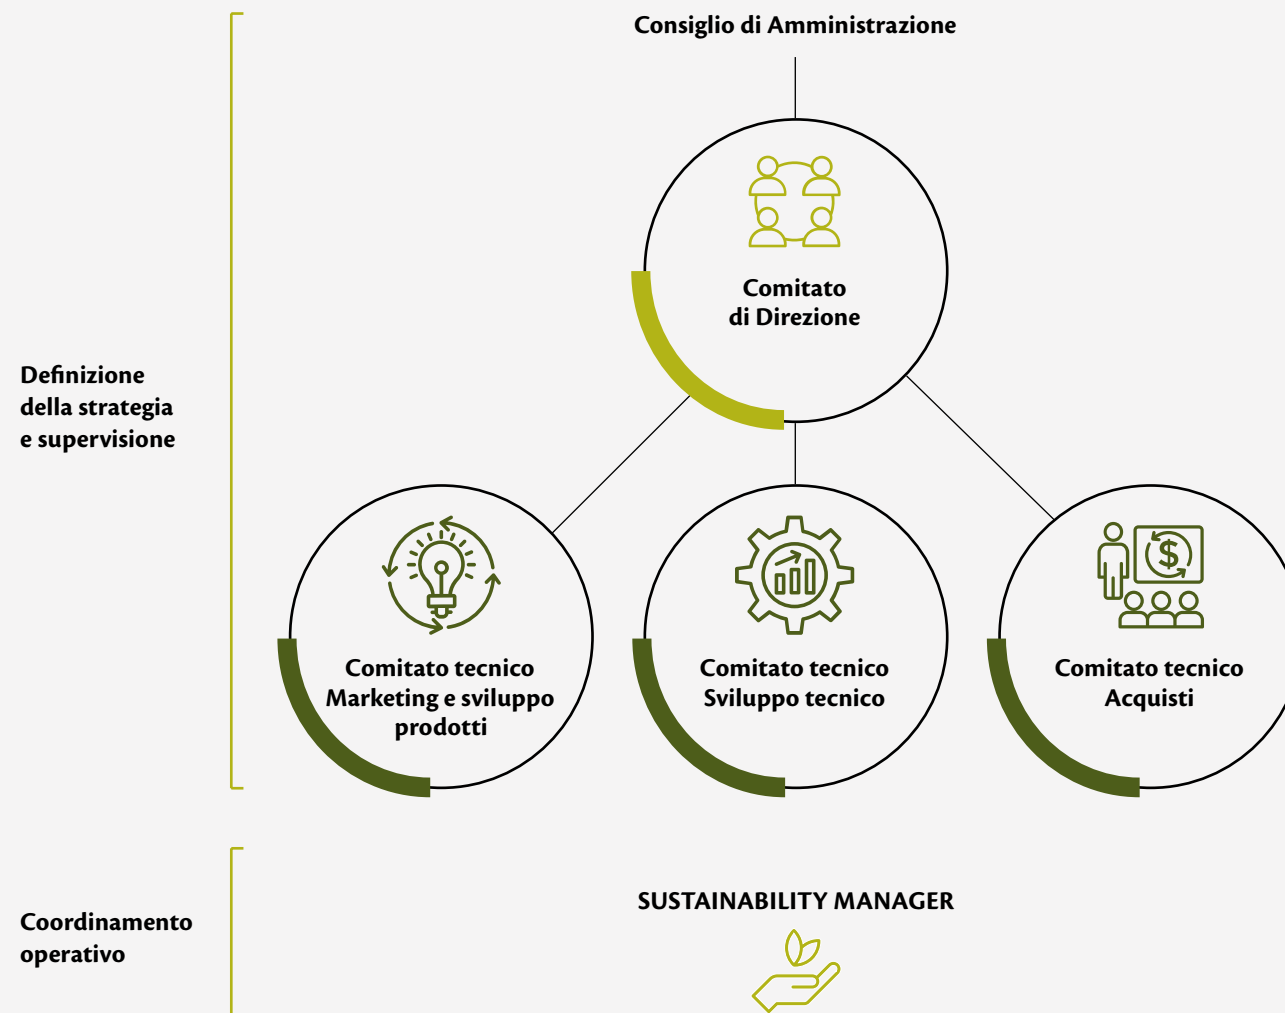 Consiglio di Amministrazione
Comitato
di Direzione
Definizione
della strategia
e supervisione
Comitato tecnico
Marketing e sviluppo
prodotti
Comitato tecnico
Sviluppo tecnico
Comitato tecnico
Acquisti
Coordinamento
operativo
SUSTAINABILITY MANAGER